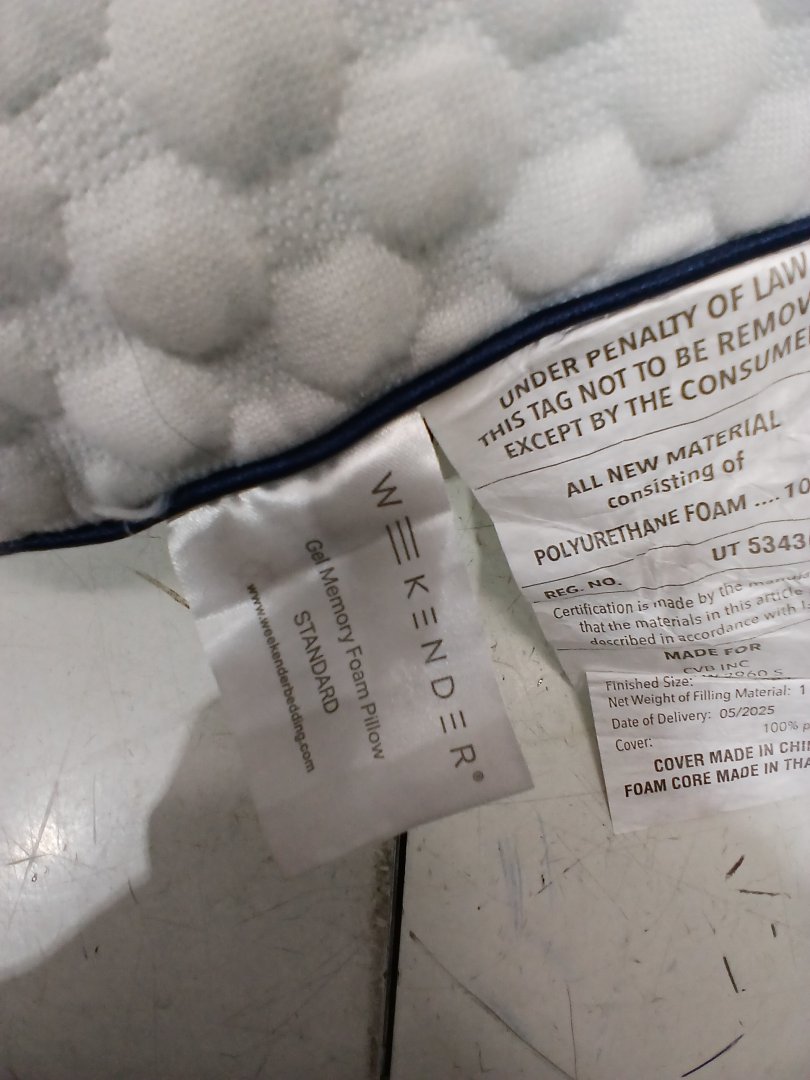 WEEKENDER®
Gel Memory Foam Pillow
STANDARD
www.weekenderbedding.com
UNDER PENALTY OF LAW
THIS TAG NOT TO BE REMOV
EXCEPT BY THE CONSUME
ALL NEW MATERIAL
consisting of
POLYURETHANE FOAM .... 10
UT 5343
REG. NO.
Certification is made by the
that the materials in this article
described in accordance with
MADE FOR
CVB INC
Finished Size:
Net Weight of Filling Material: 1
Date of Delivery: 05/2025
100% p
Cover:
COVER MADE IN CHI
FOAM CORE MADE IN THA